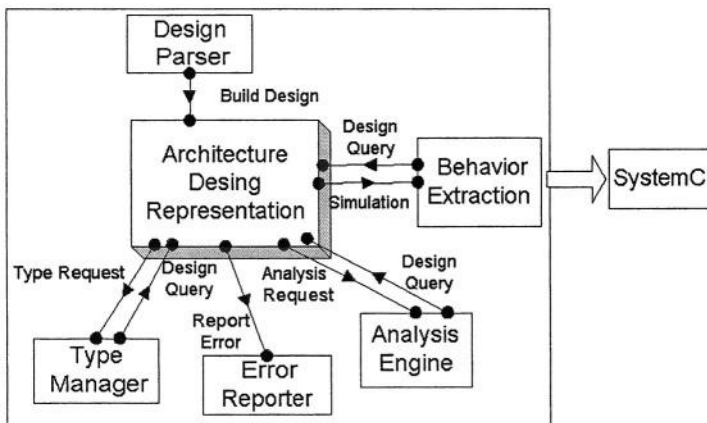 Design
Parser
Build Design
Architecture
Desing
Representation
Design
Query
Simulation
Behavior
Extraction
SystemC
Type Request
Design
Query
Analysis
Request
Design
Query
Report
Error
Type
Manager
Error
Reporter
Analysis
Engine